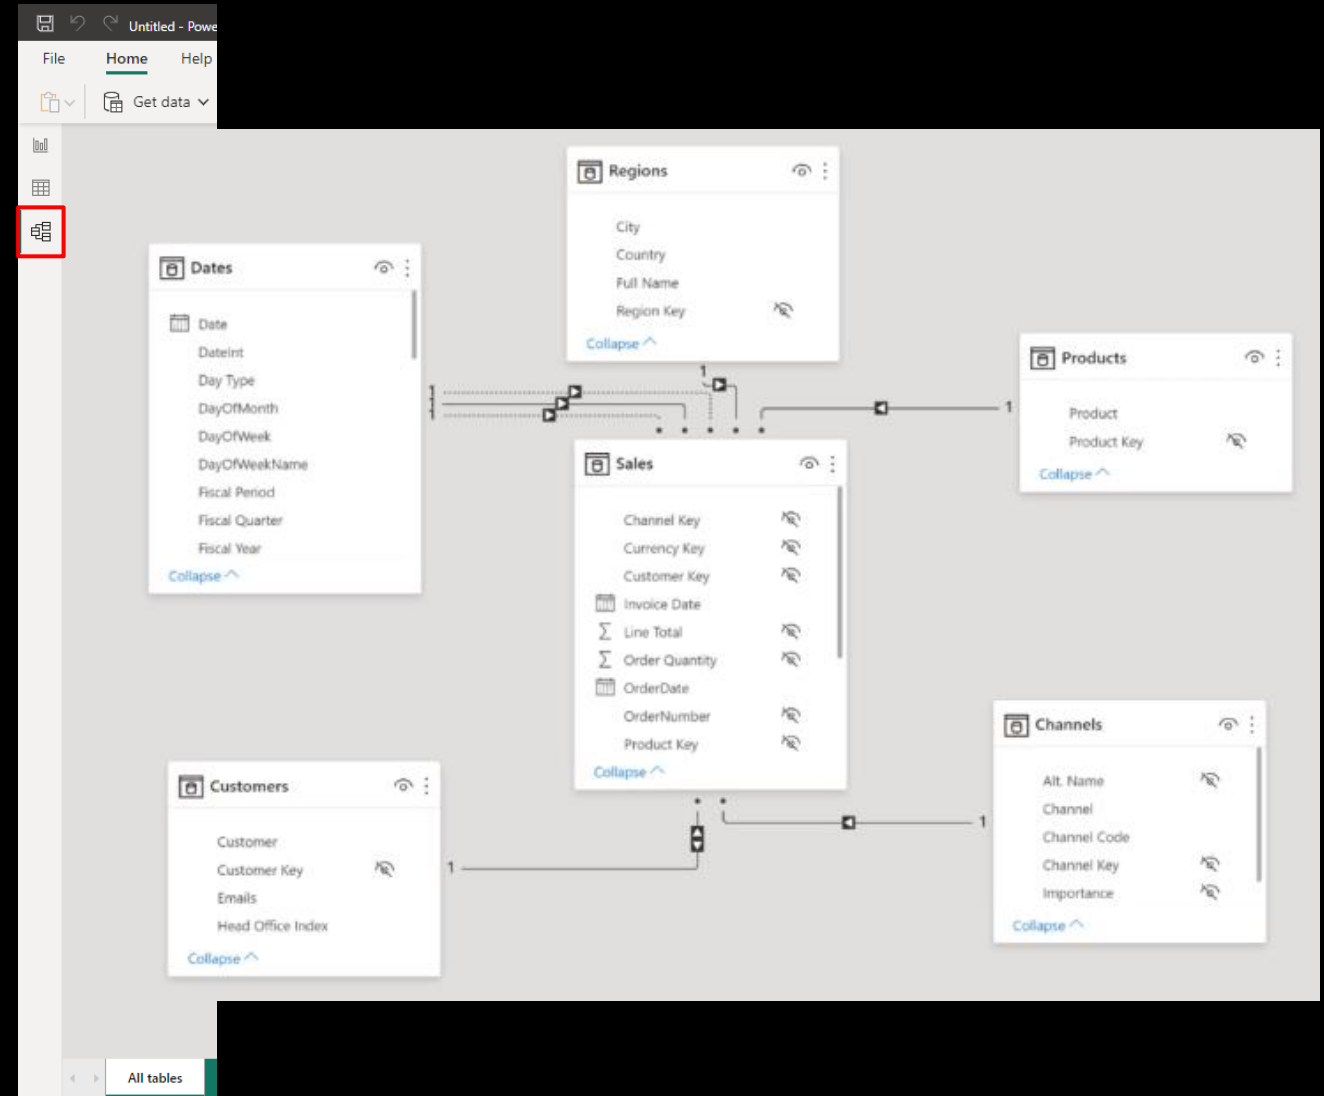 Untitled - Powe
File Home Help
Get data
Regions
City
Country
Full Name
Region Key
Collapse
Dates
Date
DateInt
Day Type
DayOfMonth
DayOfWeek
DayOfWeekName
Fiscal Period
Fiscal Quarter
Fiscal Year
Collapse
1
1
1
1
Products
Product
Product Key
Collapse
1
Sales
Channel Key
Currency Key
Customer Key
Invoice Date
Line Total
Order Quantity
OrderDate
OrderNumber
Product Key
Collapse
Customers
Customer
Customer Key
Emails
Head Office Index
Collapse
1
Channels
Alt. Name
Channel
Channel Code
Channel Key
Importance
Collapse
1
All tables